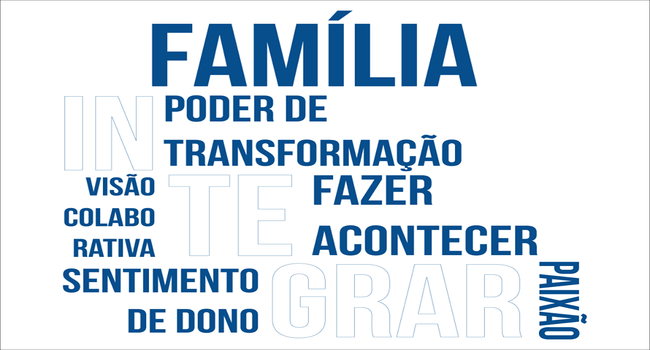 FAMÍLIA
IN
PODER DE
TRANSFORMAÇÃO
VISÃO
COLABO
RATIVA
TE
FAZER
ACONTECER
SENTIMENTO
DE DONO
GRAR
PAIXÃO